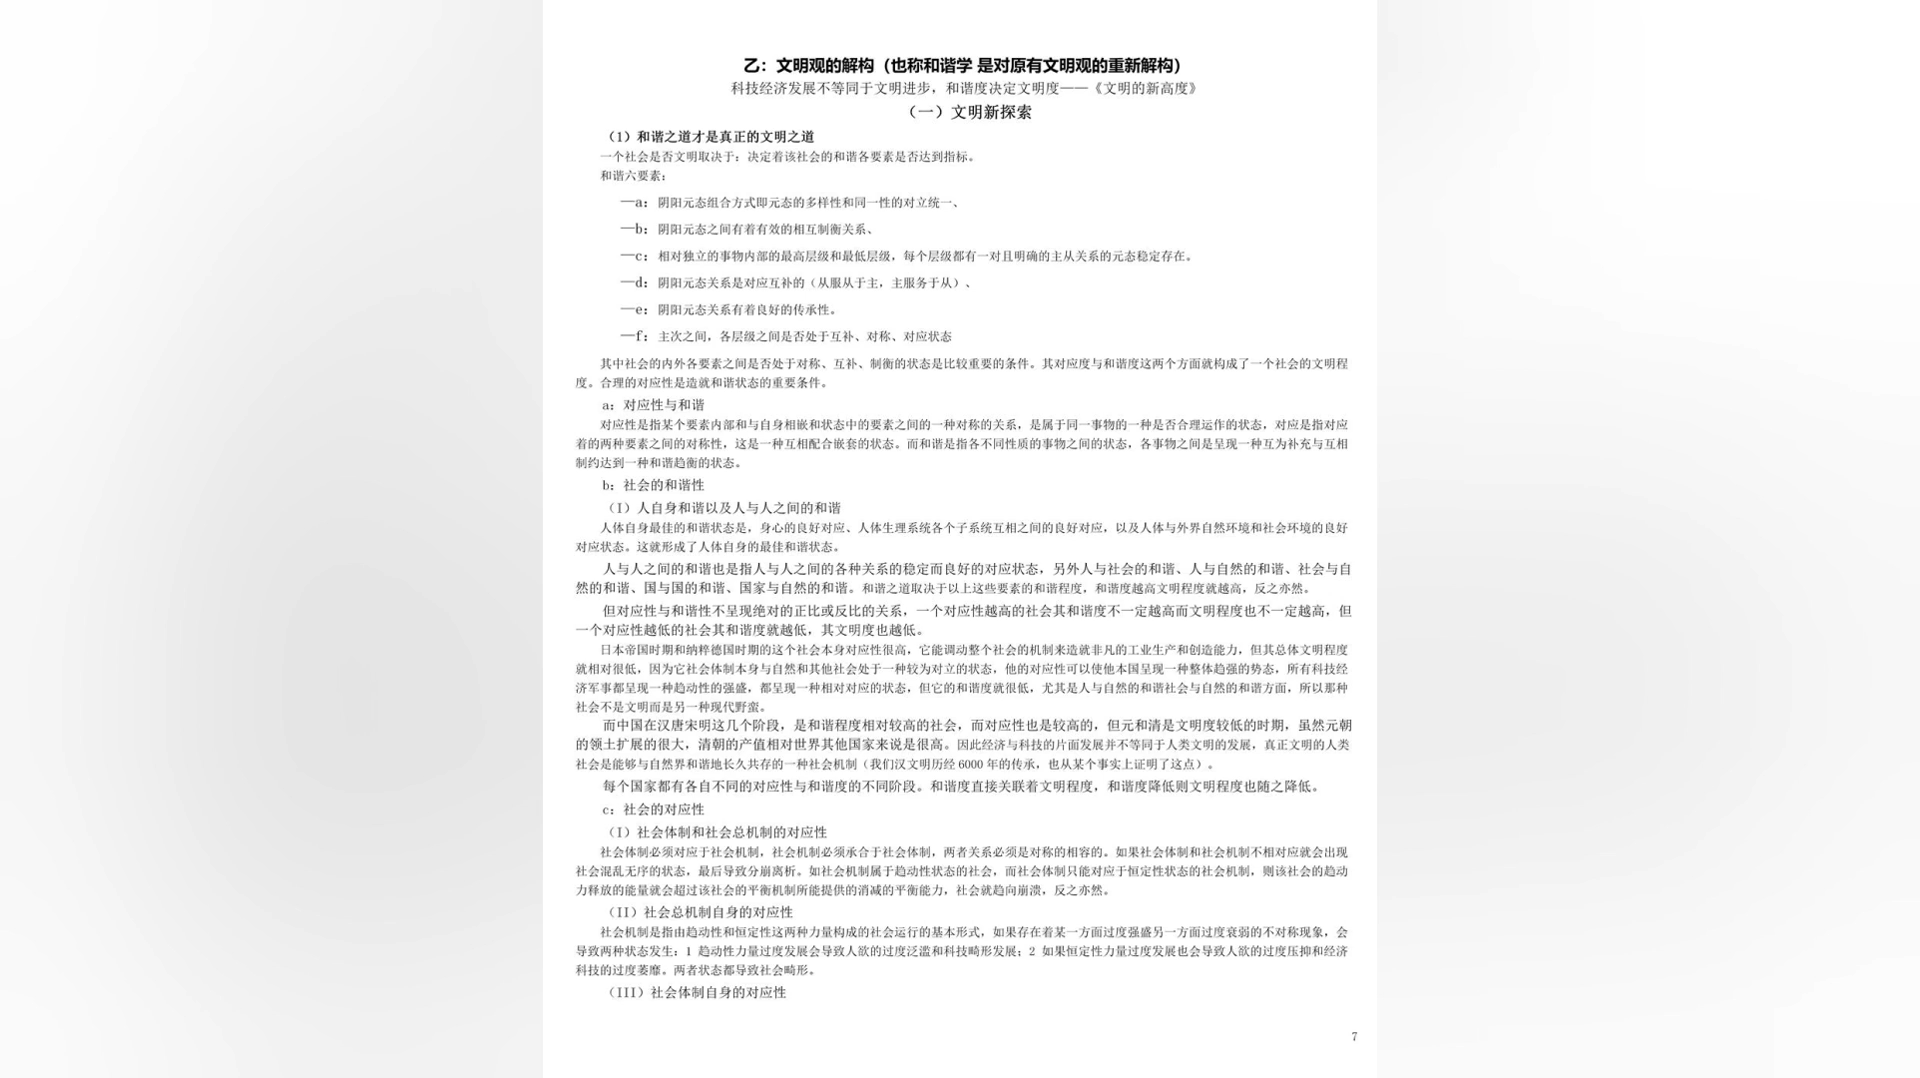 乙：文明观的解构（也称和谐学 是对原有文明观的重新解构）
科技经济发展不等同于文明进步，和谐度决定文明度——《文明的新高度》
（一）文明新探索
（1）和谐之道才是真正的文明之道
一个社会是否文明取决于：决定着该社会的和谐各要素是否达到指标。
和谐六要素：
—a：阴阳元态组合方式即元态的多样性和同一性的对立统一、
—b：阴阳元态之间有着有效的相互制衡关系、
—c：相对独立的事物内部的最高层级和最低层级，每个层级都有一对且明确的主从关系的元态稳定存在。
—d：阴阳元态关系是对应互补的（从服从于主，主服务于从）、
—e：阴阳元态关系有着良好的传承性。
—f：主次之间，各层级之间是否处于互补、对称、对应状态
其中社会的内外各要素之间是否处于对称、互补、制衡的状态是比较重要的条件。其对应度与和谐度这两个方面就构成了一个社会的文明程
度。合理的对应性是造就和谐状态的重要条件。
a：对应性与和谐
对应性是指某个要素内部和与自身相嵌和状态中的要素之间的一种对称的关系，是属于同一事物的一种是否合理运作的状态，对应是指对应
着的两种要素之间的对称性，这是一种互相配合嵌套的状态。而和谐是指各不同性质的事物之间的状态，各事物之间是呈现一种互为补充与互相
制约达到一种和谐趋衡的状态。
b：社会的和谐性
（I）人自身和谐以及人与人之间的和谐
人体自身最佳的和谐状态是，身心的良好对应、人体生理系统各个子系统互相之间的良好对应，以及人体与外界自然环境和社会环境的良好
对应状态。这就形成了人体自身的最佳和谐状态。
人与人之间的和谐也是指人与人之间的各种关系的稳定而良好的对应状态，另外人与社会的和谐、人与自然的和谐、社会与自
然的和谐、国与国的和谐、国家与自然的和谐。和谐之道取决于以上这些要素的和谐程度，和谐度越高文明程度就越高，反之亦然。
但对应性与和谐性不呈现绝对的正比或反比的关系，一个对应性越高的社会其和谐度不一定越高而文明程度也不一定越高，但
一个对应性越低的社会其和谐度就越低，其文明度也越低。
日本帝国时期和纳粹德国时期的这个社会本身对应性很高，它能调动整个社会的机制来造就非凡的工业生产和创造能力，但其总体文明程度
就相对很低，因为它社会体制本身与自然和其他社会处于一种较为对立的状态，他的对应性可以使他本国呈现一种整体趋强的势态，所有科技经
济军事都呈现一种趋动性的强盛，都呈现一种相对对应的状态，但它的和谐度就很低，尤其是人与自然的和谐社会与自然的和谐方面，所以那种
社会不是文明而是另一种现代野蛮。
而中国在汉唐宋明这几个阶段，是和谐程度相对较高的社会，而对应性也是较高的，但元和清是文明度较低的时期，虽然元朝
的领土扩展的很大，清朝的产值相对世界其他国家来说是很高。因此经济与科技的片面发展并不等同于人类文明的发展，真正文明的人类
社会是能够与自然界和谐地长久共存的一种社会机制（我们汉文明历经 6000 年的传承，也从某个事实上证明了这点）。
每个国家都有各自不同的对应性与和谐度的不同阶段。和谐度直接关联着文明程度，和谐度降低则文明程度也随之降低。
c：社会的对应性
（I）社会体制和社会总机制的对应性
社会体制必须对应于社会机制，社会机制必须承合于社会体制，两者关系必须是对称的相容的。如果社会体制和社会机制不相对应就会出现
社会混乱无序的状态，最后导致分崩离析。如社会机制属于趋动性状态的社会，而社会体制只能对应于恒定性状态的社会机制，则该社会的趋动
力释放的能量就会超过该社会的平衡机制所能提供的消减的平衡能力，社会就趋向崩溃，反之亦然。
（II）社会总机制自身的对应性
社会机制是指由趋动性和恒定性这两种力量构成的社会运行的基本形式，如果存在着某一方面过度强盛另一方面过度衰弱的不对称现象，会
导致两种状态发生：1 趋动性力量过度发展会导致人欲的过度泛滥和科技畸形发展；2 如果恒定性力量过度发展也会导致人欲的过度压抑和经济
科技的过度萎靡。两者状态都导致社会畸形。
（III）社会体制自身的对应性
7